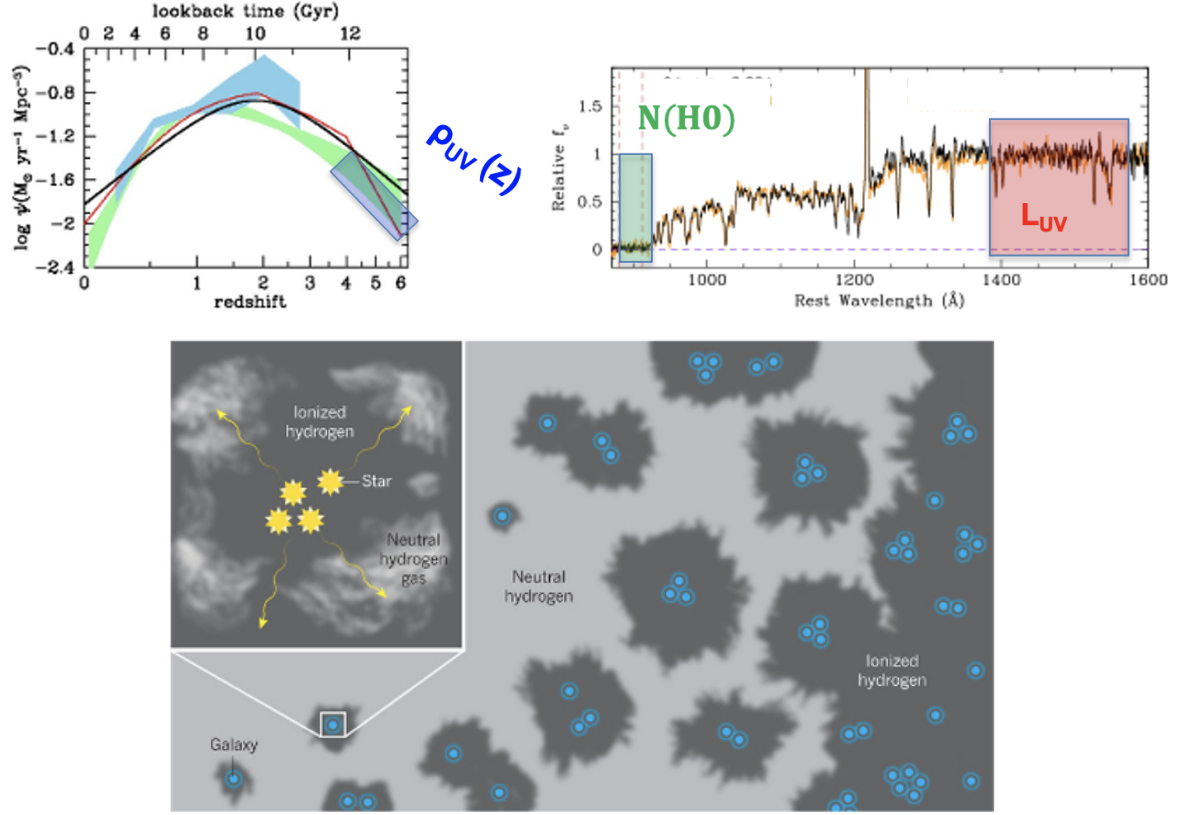 lookback time (Gyr)
0 2 4 6 8 10 12
log ψ(M⊙ yr⁻¹ Mpc⁻³)
−0.4
−0.8
−1.2
−1.6
−2
−2.4
0 1 2 3 4 5 6
redshift
ρUV (z)
Relative fν
1.5
1
0.5
0
N(H0)
LUV
1000 1200 1400 1600
Rest Wavelength (Å)
Ionized
hydrogen
Star
Neutral
hydrogen
gas
Neutral
hydrogen
Ionized
hydrogen
Galaxy